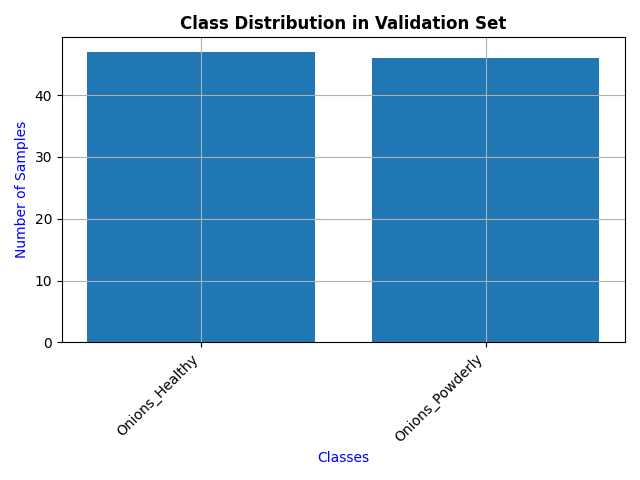 Class Distribution in Validation Set
Number of Samples
40
30
20
10
0
Onions_Healthy
Onions_Powderly
Classes